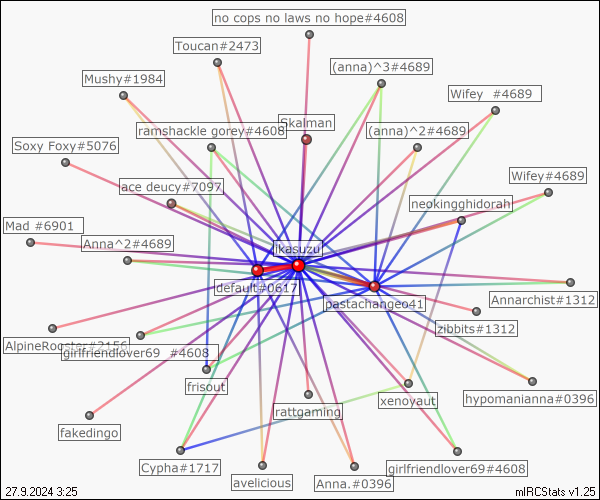 no cops no laws no hope#4608
Toucan#2473
(anna)^3#4689
Mushy#1984
Wifey #4689
Skalman
ramshackle gorey#4608
(anna)^2#4689
Soxy Foxy#5076
ace deucy#7097
Wifey#4689
neokingghidorah
Mad #6901
Anna^2#4689
ikasuzu
default#0617
pastachangeo41
Annarchist#1312
zibbits#1312
AlpineRooster#2156
girlfriendlover69 #4608
frisout
hypomanianna#0396
rattgaming
xenoyaut
fakedingo
Cypha#1717
girlfriendlover69#4608
avelicious
Anna.#0396
27.9.2024 3:25
mIRCStats v1.25